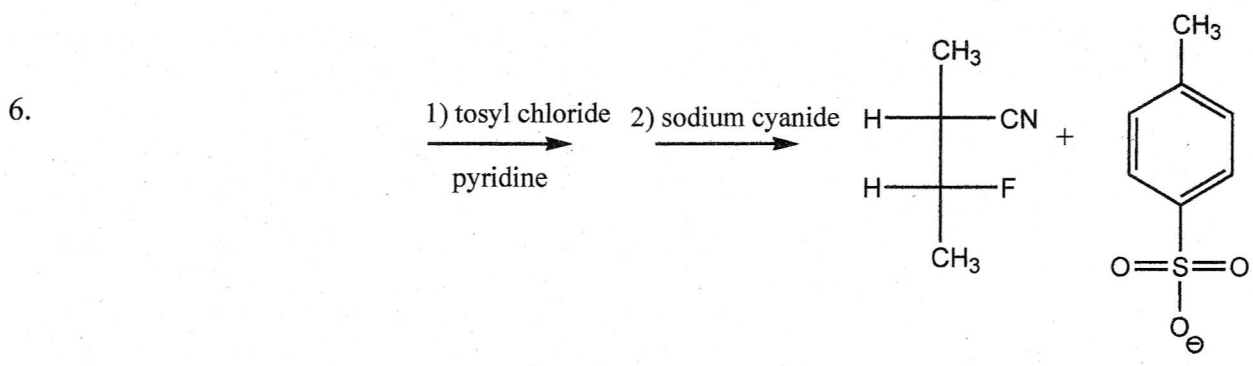 6.
1) tosyl chloride
pyridine
2) sodium cyanide
CH3
H CN
H F
CH3
+
CH3
O S O
O⊖